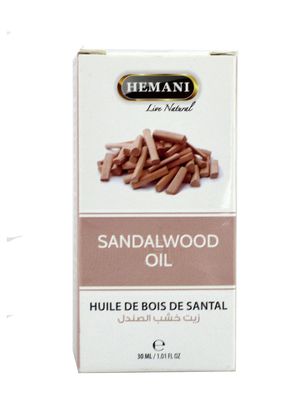 HEMANI
Live Natural
SANDALWOOD
OIL
HUILE DE BOIS DE SANTAL
زيت خشب الصندل
30 ML / 1.01 FL OZ